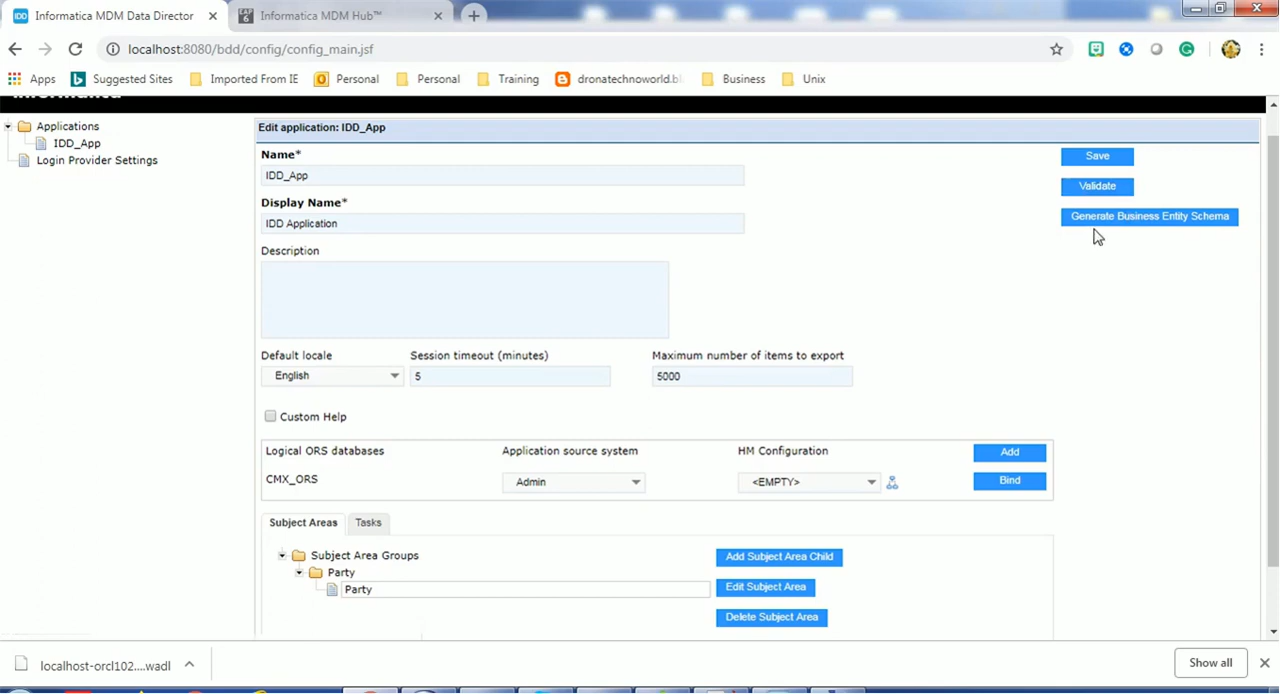 Informatica MDM Data Director
Informatica MDM Hub™
localhost:8080/bdd/config/config_main.jsf
Apps
Suggested Sites
Imported From IE
Personal
Personal
Training
dronatechnoworld.bl
Business
Unix
Applications
IDD_App
Login Provider Settings
Edit application: IDD_App
Name*
IDD_App
Save
Validate
Display Name*
IDD Application
Generate Business Entity Schema
Description
Default locale
Session timeout (minutes)
Maximum number of items to export
English
5
5000
Custom Help
Logical ORS databases
Application source system
HM Configuration
Add
CMX_ORS
Admin
<EMPTY>
Bind
Subject Areas
Tasks
Subject Area Groups
Add Subject Area Child
Party
Party
Edit Subject Area
Delete Subject Area
localhost-orcl102....wadl
Show all